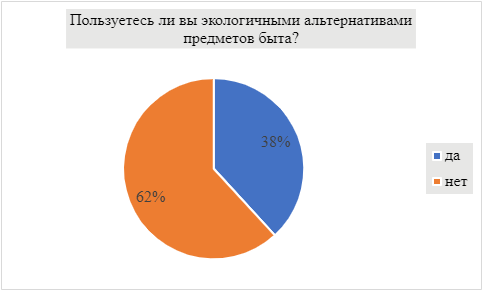 Пользуетесь ли вы экологичными альтернативами
предметов быта?
38%
да
нет
62%